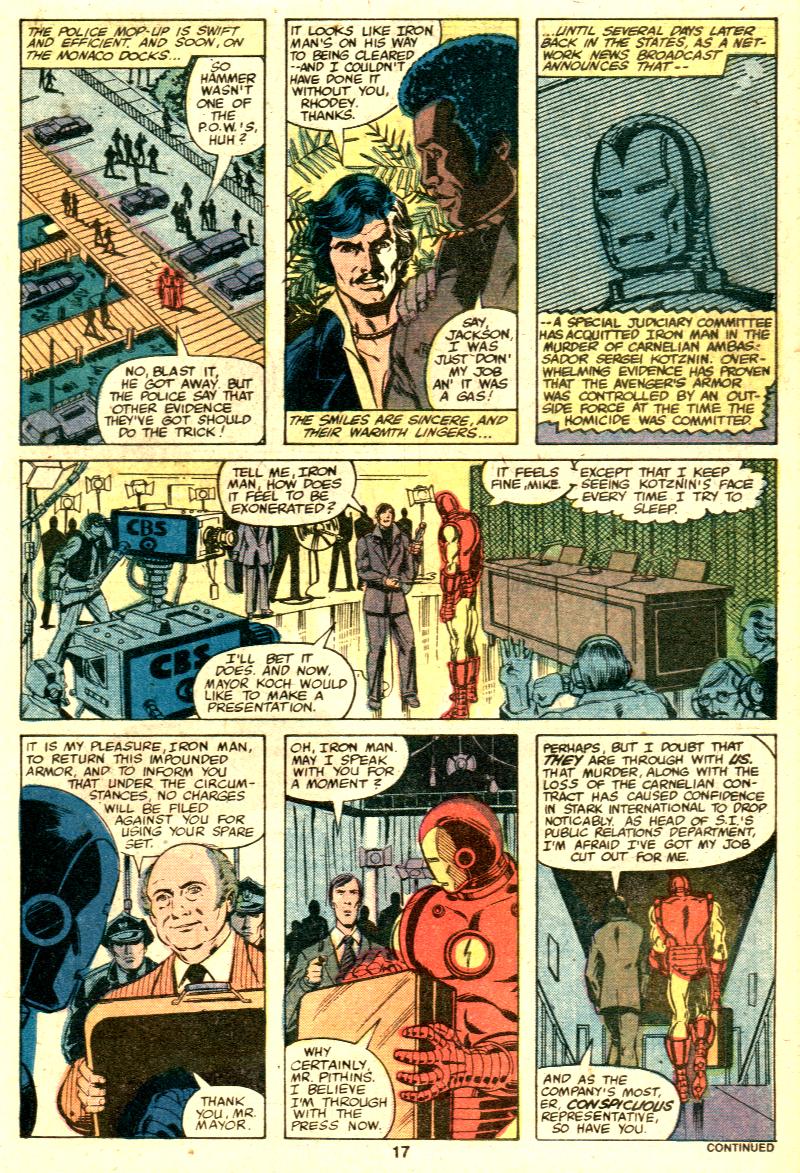 THE POLICE MOP-UP IS SWIFT
AND EFFICIENT. AND SOON, ON
THE MONACO DOCKS...
SO
HAMMER
WASN'T
ONE OF
THE
P.O.W.'S,
HUH?
NO, BLAST IT,
HE GOT AWAY. BUT
THE POLICE SAY THAT
OTHER EVIDENCE
THEY'VE GOT SHOULD
DO THE TRICK!
IT LOOKS LIKE IRON
MAN'S ON HIS WAY
TO BEING CLEARED
--AND I COULDN'T
HAVE DONE IT
WITHOUT YOU,
RHODEY.
THANKS.
SAY,
JACKSON,
I WAS
JUST DOIN'
MY JOB
AN' IT WAS
A GAS!
THE SMILES ARE SINCERE, AND
THEIR WARMTH LINGERS...
...UNTIL SEVERAL DAYS LATER
BACK IN THE STATES, AS A NET-
WORK NEWS BROADCAST
ANNOUNCES THAT--
--A SPECIAL JUDICIARY COMMITTEE
HAS ACQUITTED IRON MAN IN THE
MURDER OF CARNELIAN AMBAS-
SADOR SERGEI KOTZNIN. OVER-
WHELMING EVIDENCE HAS PROVEN
THAT THE AVENGER'S ARMOR
WAS CONTROLLED BY AN OUT-
SIDE FORCE AT THE TIME THE
HOMICIDE WAS COMMITTED.
TELL ME, IRON
MAN, HOW DOES
IT FEEL TO BE
EXONERATED?
IT FEELS
FINE, MIKE.
EXCEPT THAT I KEEP
SEEING KOTZNIN'S FACE
EVERY TIME I TRY TO
SLEEP.
CBS
CBS
I'LL BET IT
DOES. AND NOW,
MAYOR KOCH WOULD
LIKE TO MAKE A
PRESENTATION.
IT IS MY PLEASURE, IRON MAN,
TO RETURN THIS IMPOUNDED
ARMOR, AND TO INFORM YOU
THAT UNDER THE CIRCUM-
STANCES, NO CHARGES
WILL BE FILED
AGAINST YOU FOR
USING YOUR SPARE
SET.
THANK
YOU, MR.
MAYOR.
OH, IRON MAN.
MAY I SPEAK
WITH YOU FOR
A MOMENT?
WHY
CERTAINLY,
MR. PITHINS.
I BELIEVE
I'M THROUGH
WITH THE
PRESS NOW.
PERHAPS, BUT I DOUBT THAT
THEY ARE THROUGH WITH US.
THAT MURDER, ALONG WITH THE
LOSS OF THE CARNELIAN CON-
TRACT HAS CAUSED CONFIDENCE
IN STARK INTERNATIONAL TO DROP
NOTICABLY. AS HEAD OF S.I.'S
PUBLIC RELATIONS DEPARTMENT,
I'M AFRAID I'VE GOT MY JOB
CUT OUT FOR ME.
AND AS THE
COMPANY'S MOST,
ER, CONSPICUOUS
REPRESENTATIVE,
SO HAVE YOU.
17
CONTINUED